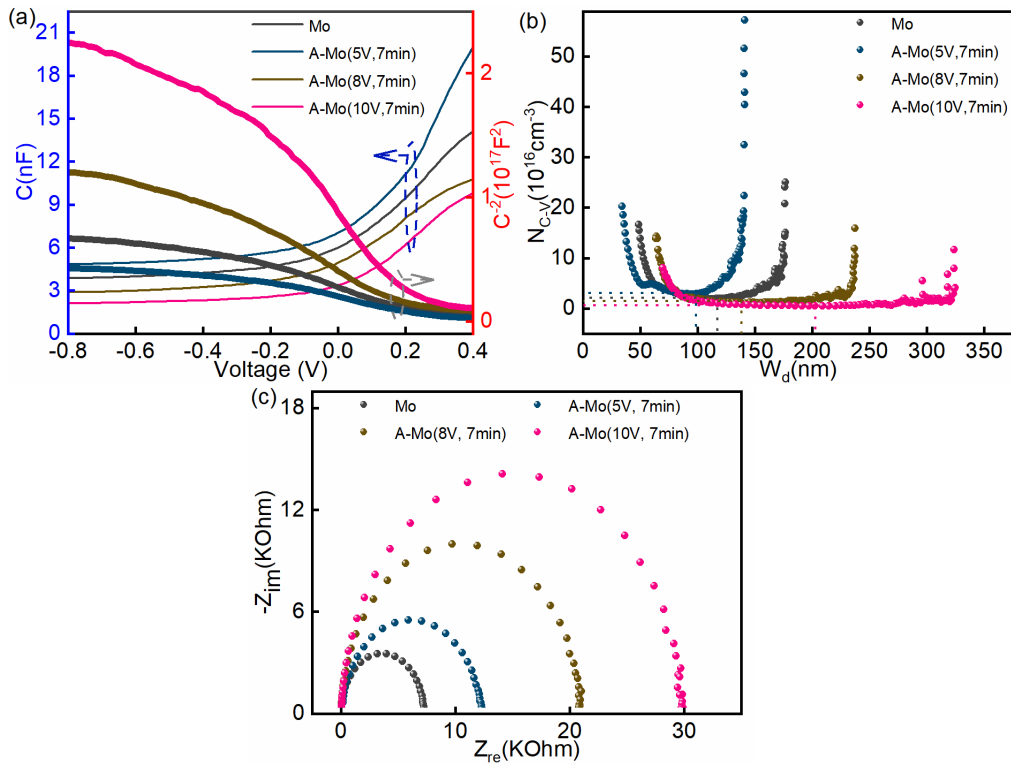 (a)
Mo
A-Mo(5V,7min)
A-Mo(8V,7min)
A-Mo(10V,7min)
C(nF)
21
18
15
12
9
6
3
0
-0.8 -0.6 -0.4 -0.2 0.0 0.2 0.4
Voltage (V)
C⁻²(10¹⁷F²)
2
1
0
(b)
Mo
A-Mo(5V,7min)
A-Mo(8V,7min)
A-Mo(10V,7min)
N_C-V(10¹⁶cm⁻³)
50
40
30
20
10
0
0 50 100 150 200 250 300 350
W_d(nm)
(c)
Mo A-Mo(5V, 7min)
A-Mo(8V, 7min) A-Mo(10V, 7min)
-Z_im(KOhm)
18
12
6
0
0 10 20 30
Z_re(KOhm)